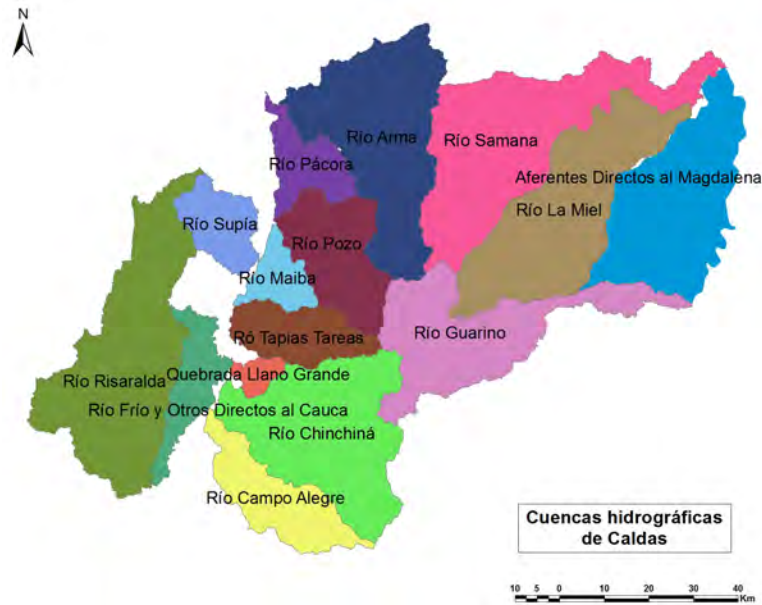 N
Río Arma
Río Samana
Río Pácora
Aferentes Directos al Magdalena
Río La Miel
Río Supía
Río Pozo
Río Maiba
Río Guarino
Ró Tapias Tareas
Quebrada Llano Grande
Río Risaralda
Río Frío y Otros Directos al Cauca
Río Chinchiná
Río Campo Alegre
Cuencas hidrográficas
de Caldas
10 5 0 10 20 30 40
Km